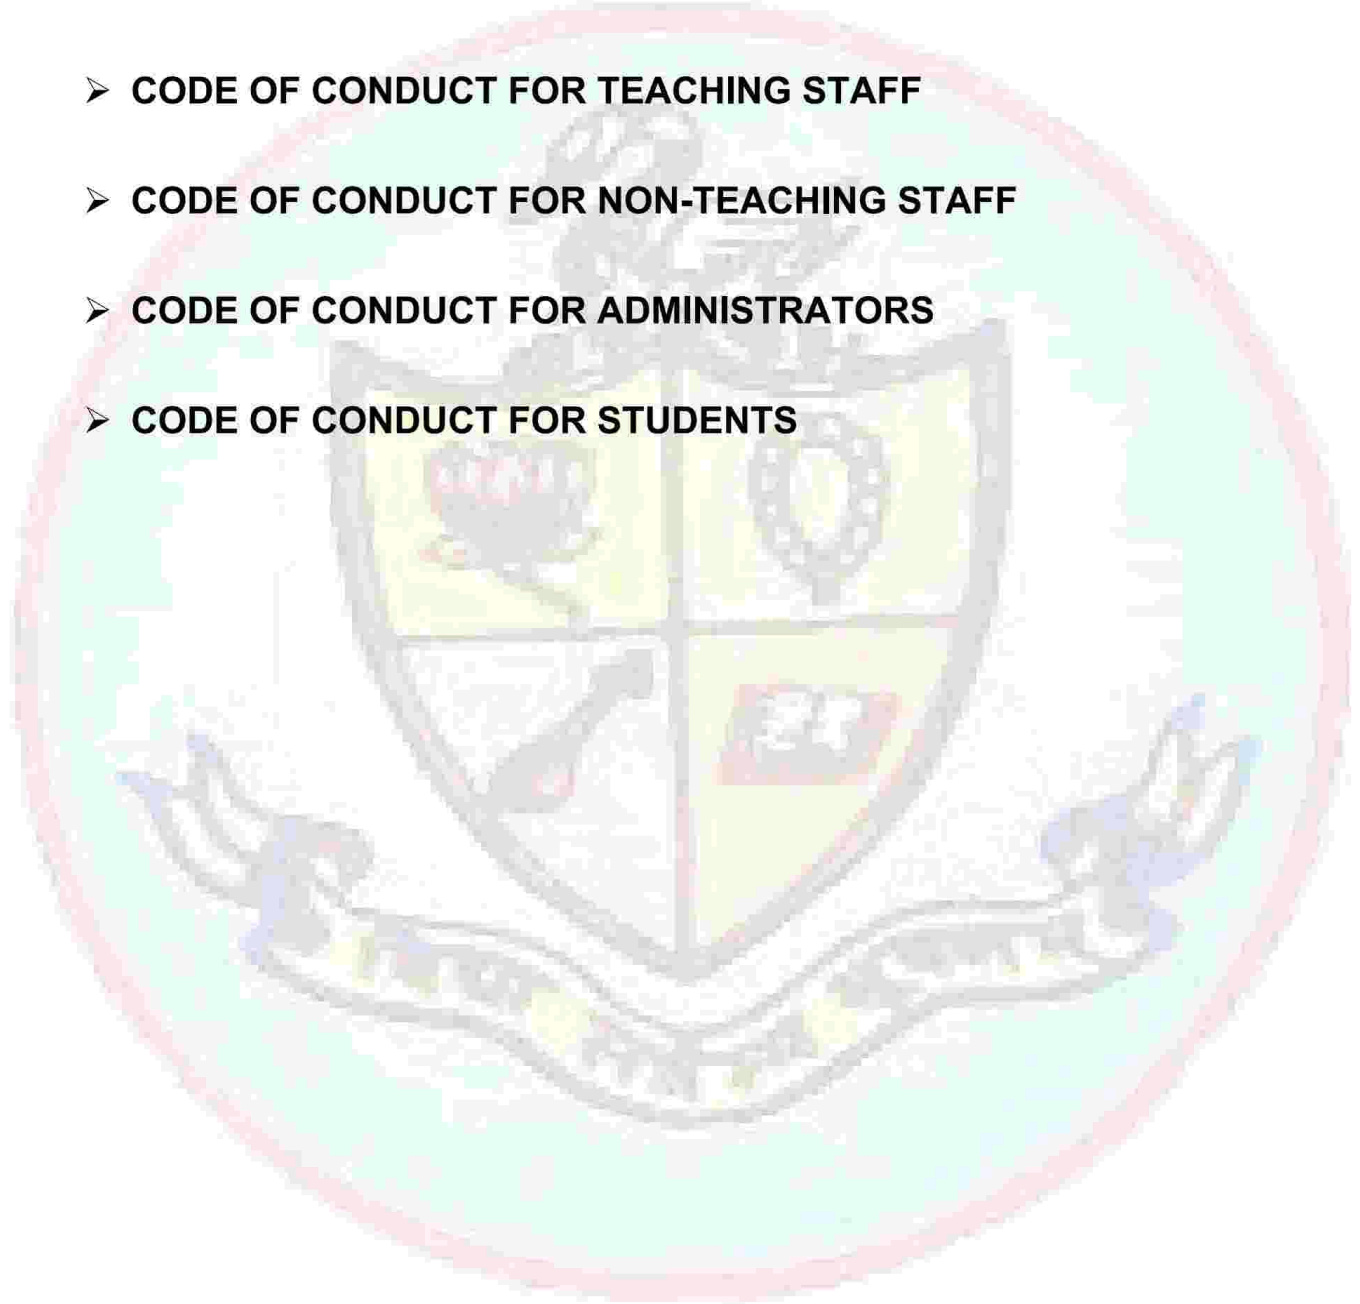 ➢ CODE OF CONDUCT FOR TEACHING STAFF
➢ CODE OF CONDUCT FOR NON-TEACHING STAFF
➢ CODE OF CONDUCT FOR ADMINISTRATORS
➢ CODE OF CONDUCT FOR STUDENTS